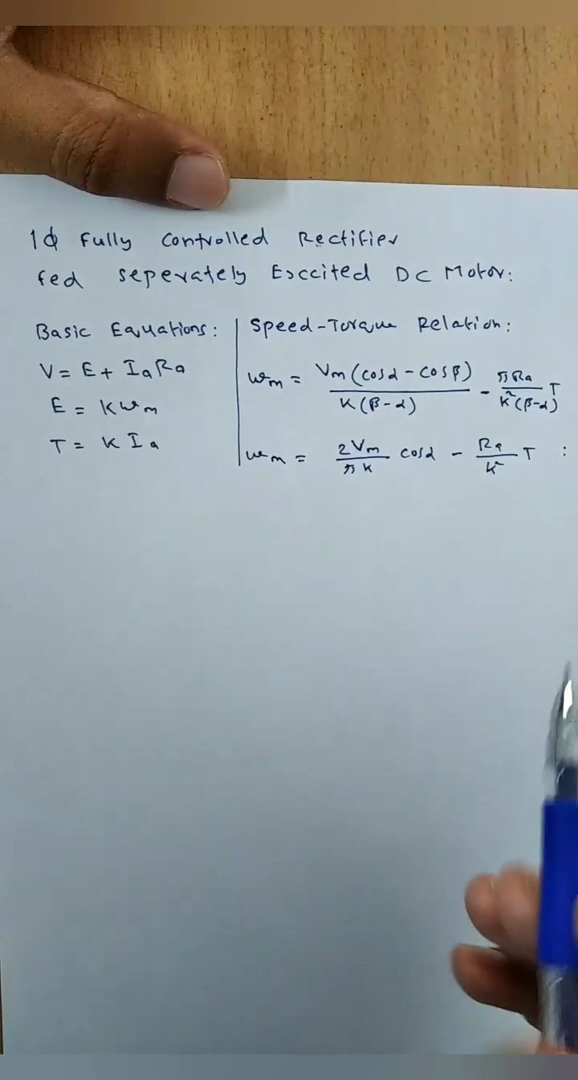 1ϕ Fully Controlled Rectifier
fed seperately Excited DC Motor:
Basic Equations:
V = E + IaRa
E = Kωm
T = K Ia
Speed-Torque Relation:
ωm = Vm(cosα - cosβ) / K(β-α) - πRa / K²(β-α) T
ωm = 2Vm / πK cosα - Ra / K² T :